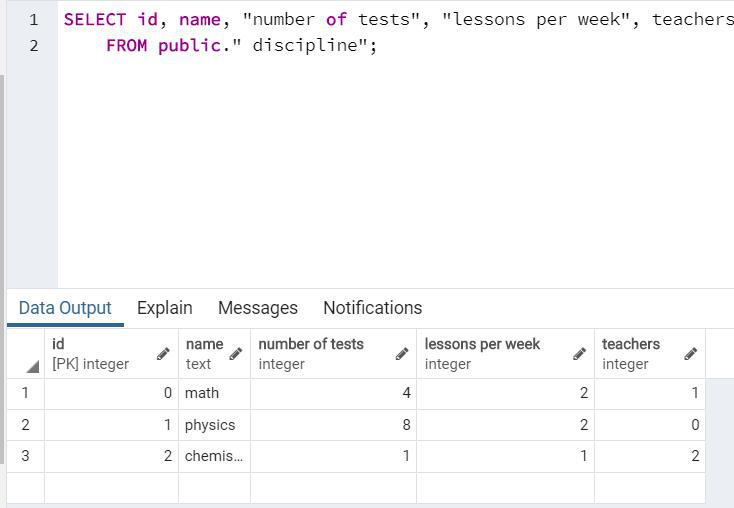 1 SELECT id, name, "number of tests", "lessons per week", teachers
2 FROM public." discipline";
Data Output Explain Messages Notifications
id name number of tests lessons per week teachers
[PK] integer text integer integer integer
1 0 math 4 2 1
2 1 physics 8 2 0
3 2 chemis... 1 1 2